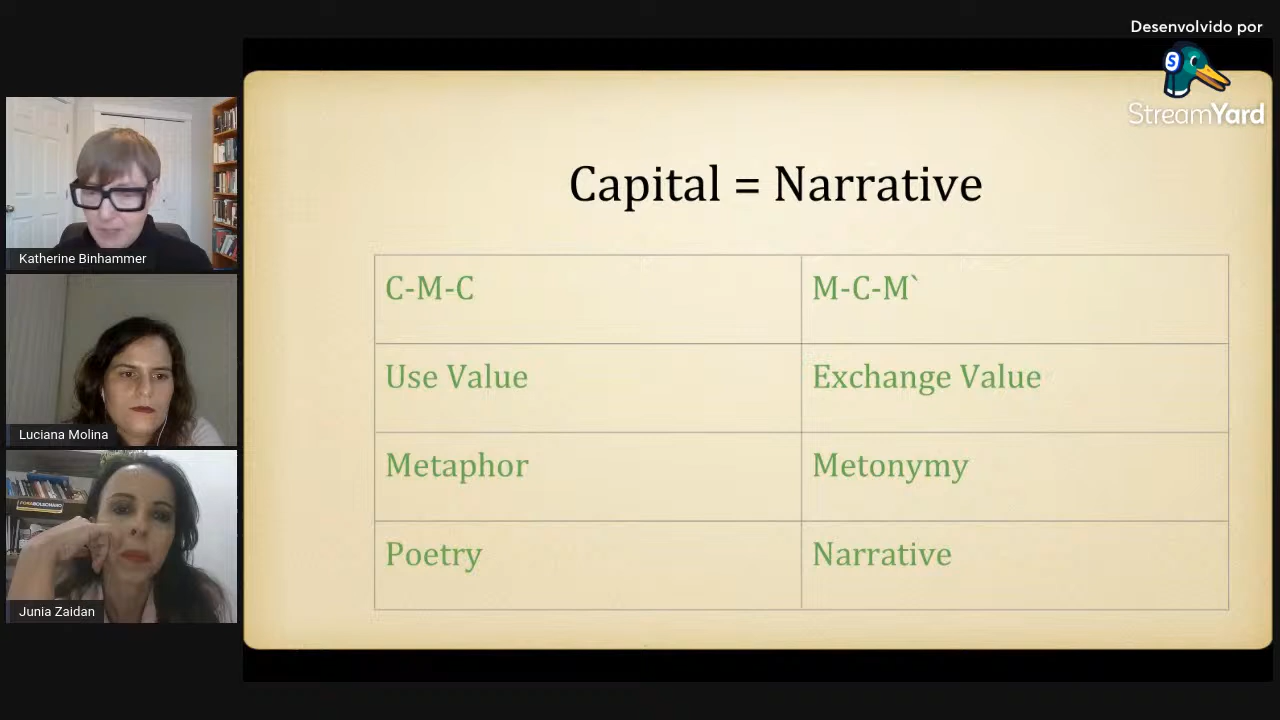 Desenvolvido por
S
StreamYard
Capital = Narrative
C-M-C M-C-M`
Use Value Exchange Value
Metaphor Metonymy
Poetry Narrative
Katherine Binhammer
Luciana Molina
Junia Zaidan